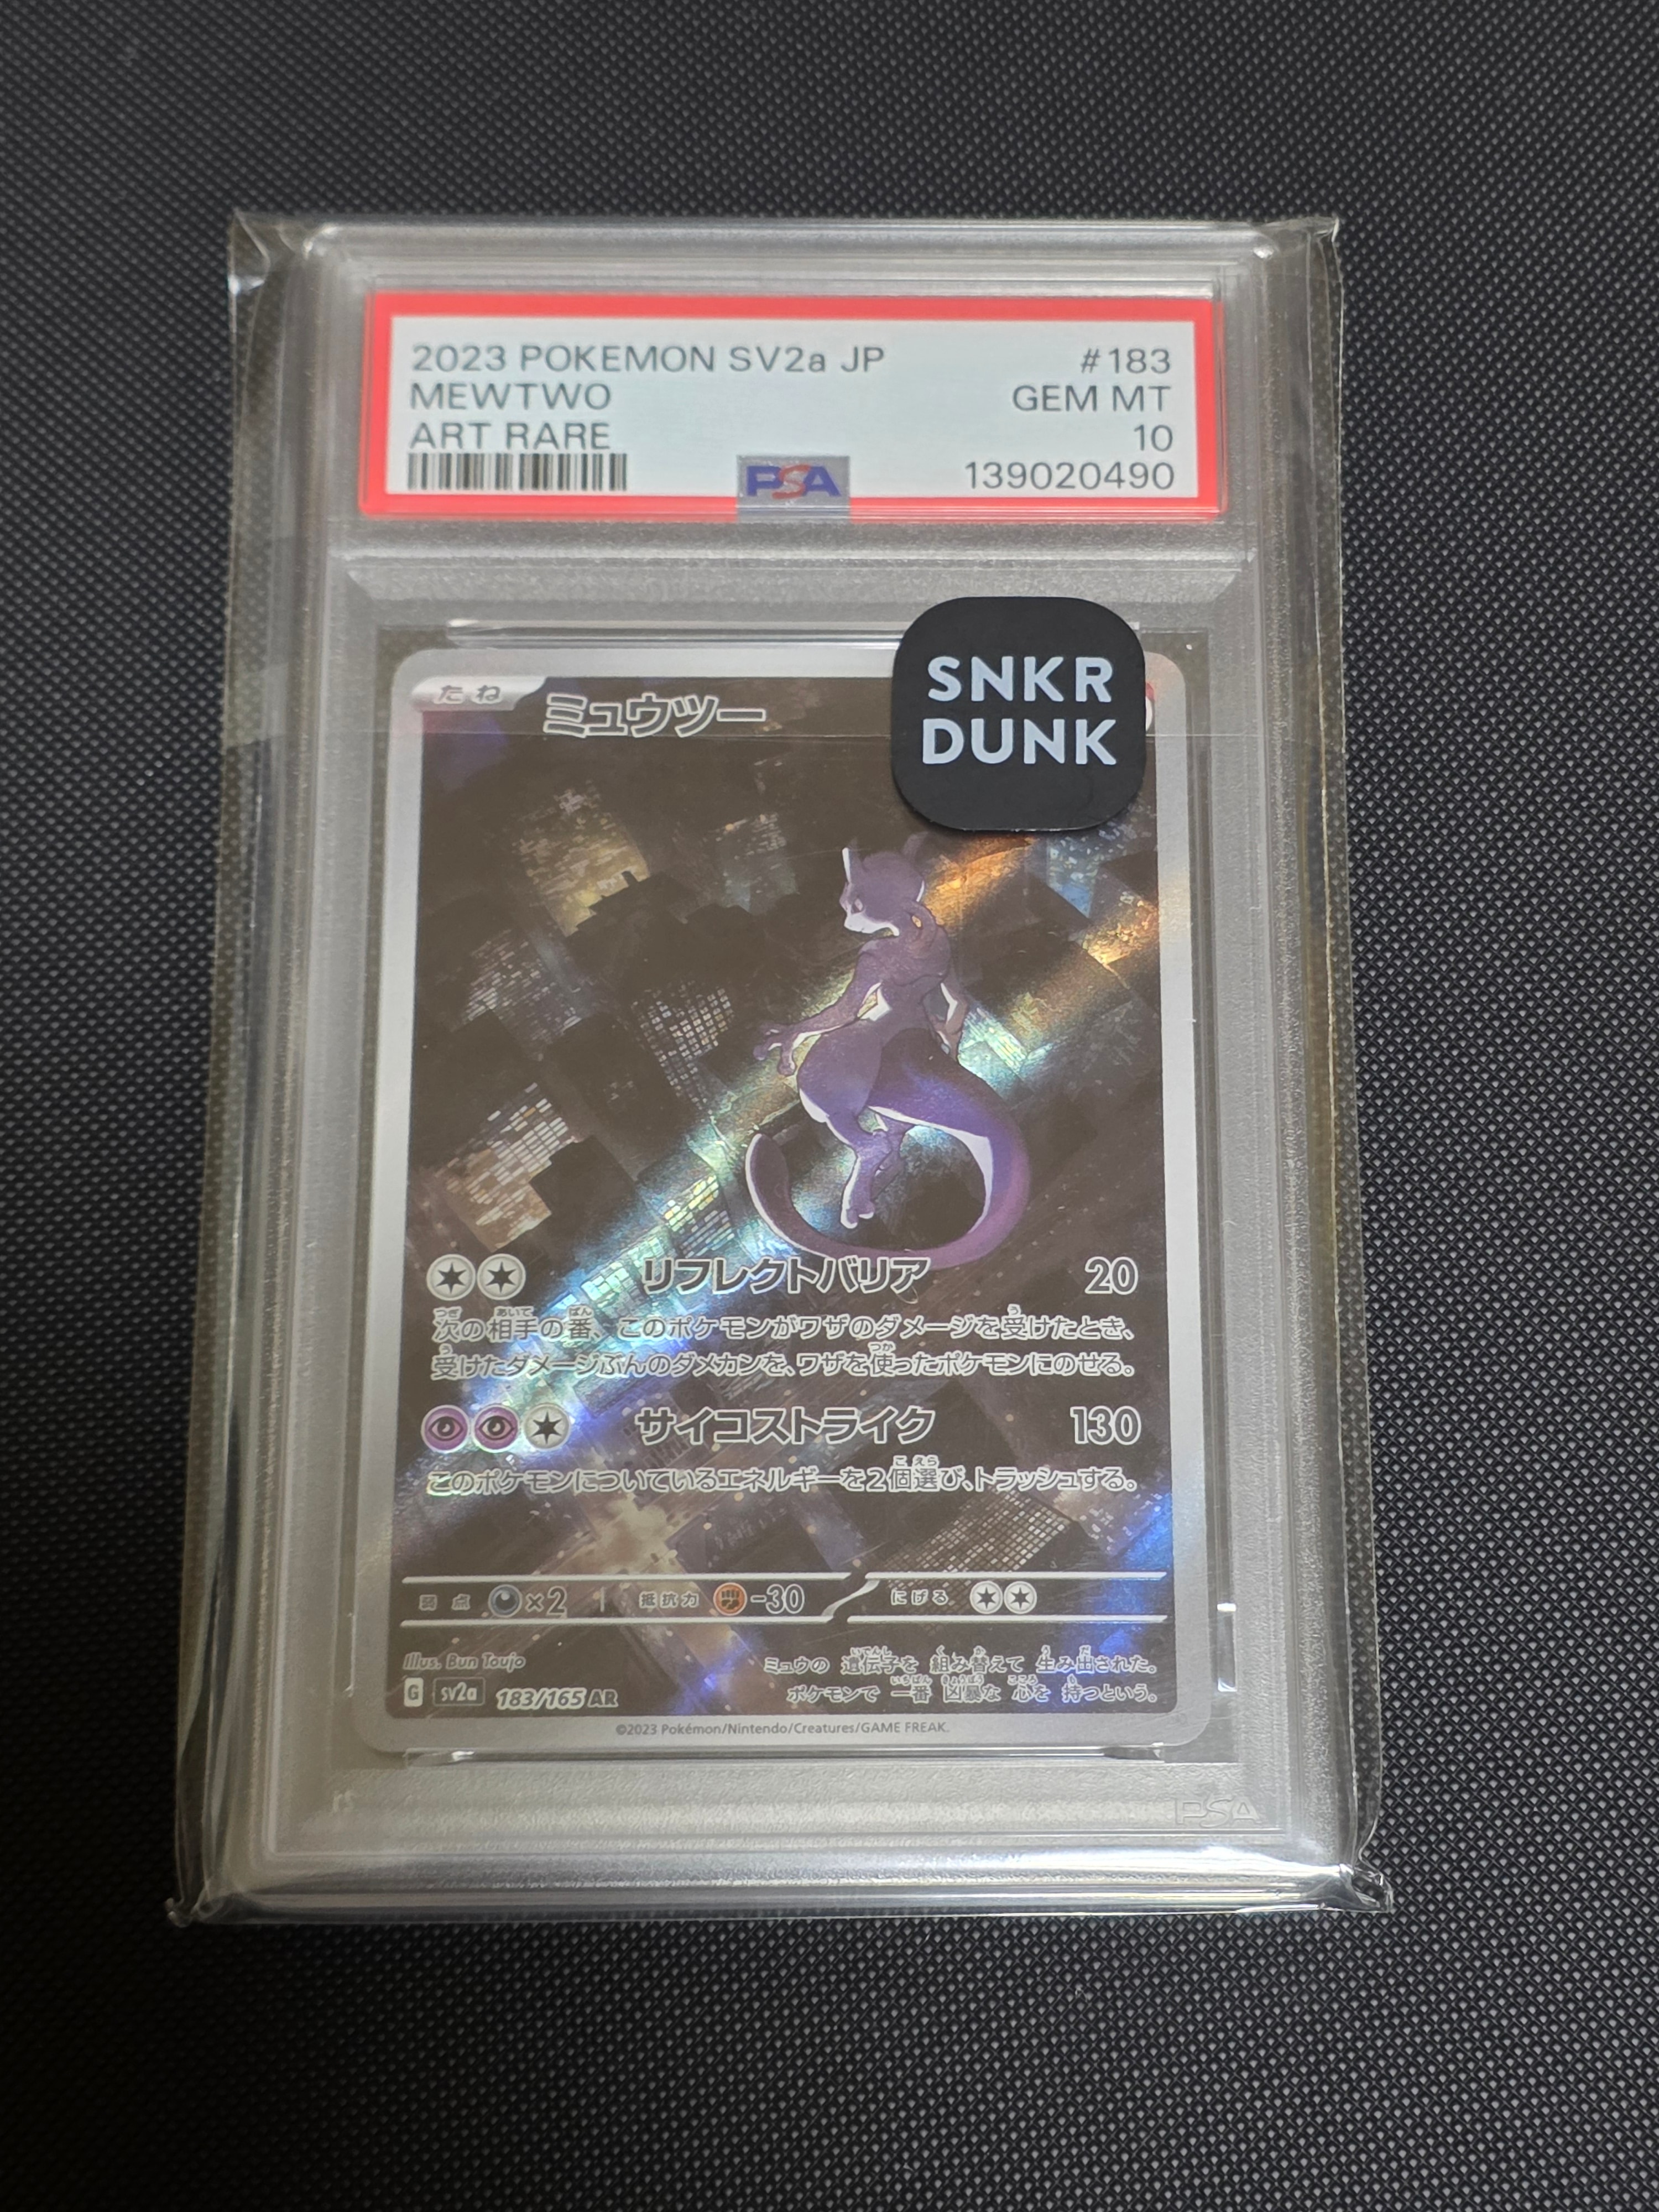 2023 POKEMON SV2a JP #183
MEWTWO GEM MT
ART RARE 10
PSA 139020490
SNKR
DUNK
たね ミュウツー
リフレクトバリア 20
次の相手の番、このポケモンがワザのダメージを受けたとき、
受けたダメージぶんのダメカンを、ワザを使ったポケモンにのせる。
サイコストライク 130
このポケモンについているエネルギーを2個選び、トラッシュする。
弱点 ×2 抵抗力 -30 にげる
Illus. Bun Toujo
ミュウの 遺伝子を 組み替えて 生み出された。
ポケモンで 一番 凶暴な 心を 持つという。
G sv2a 183/165 AR
©2023 Pokémon/Nintendo/Creatures/GAME FREAK.
PSA